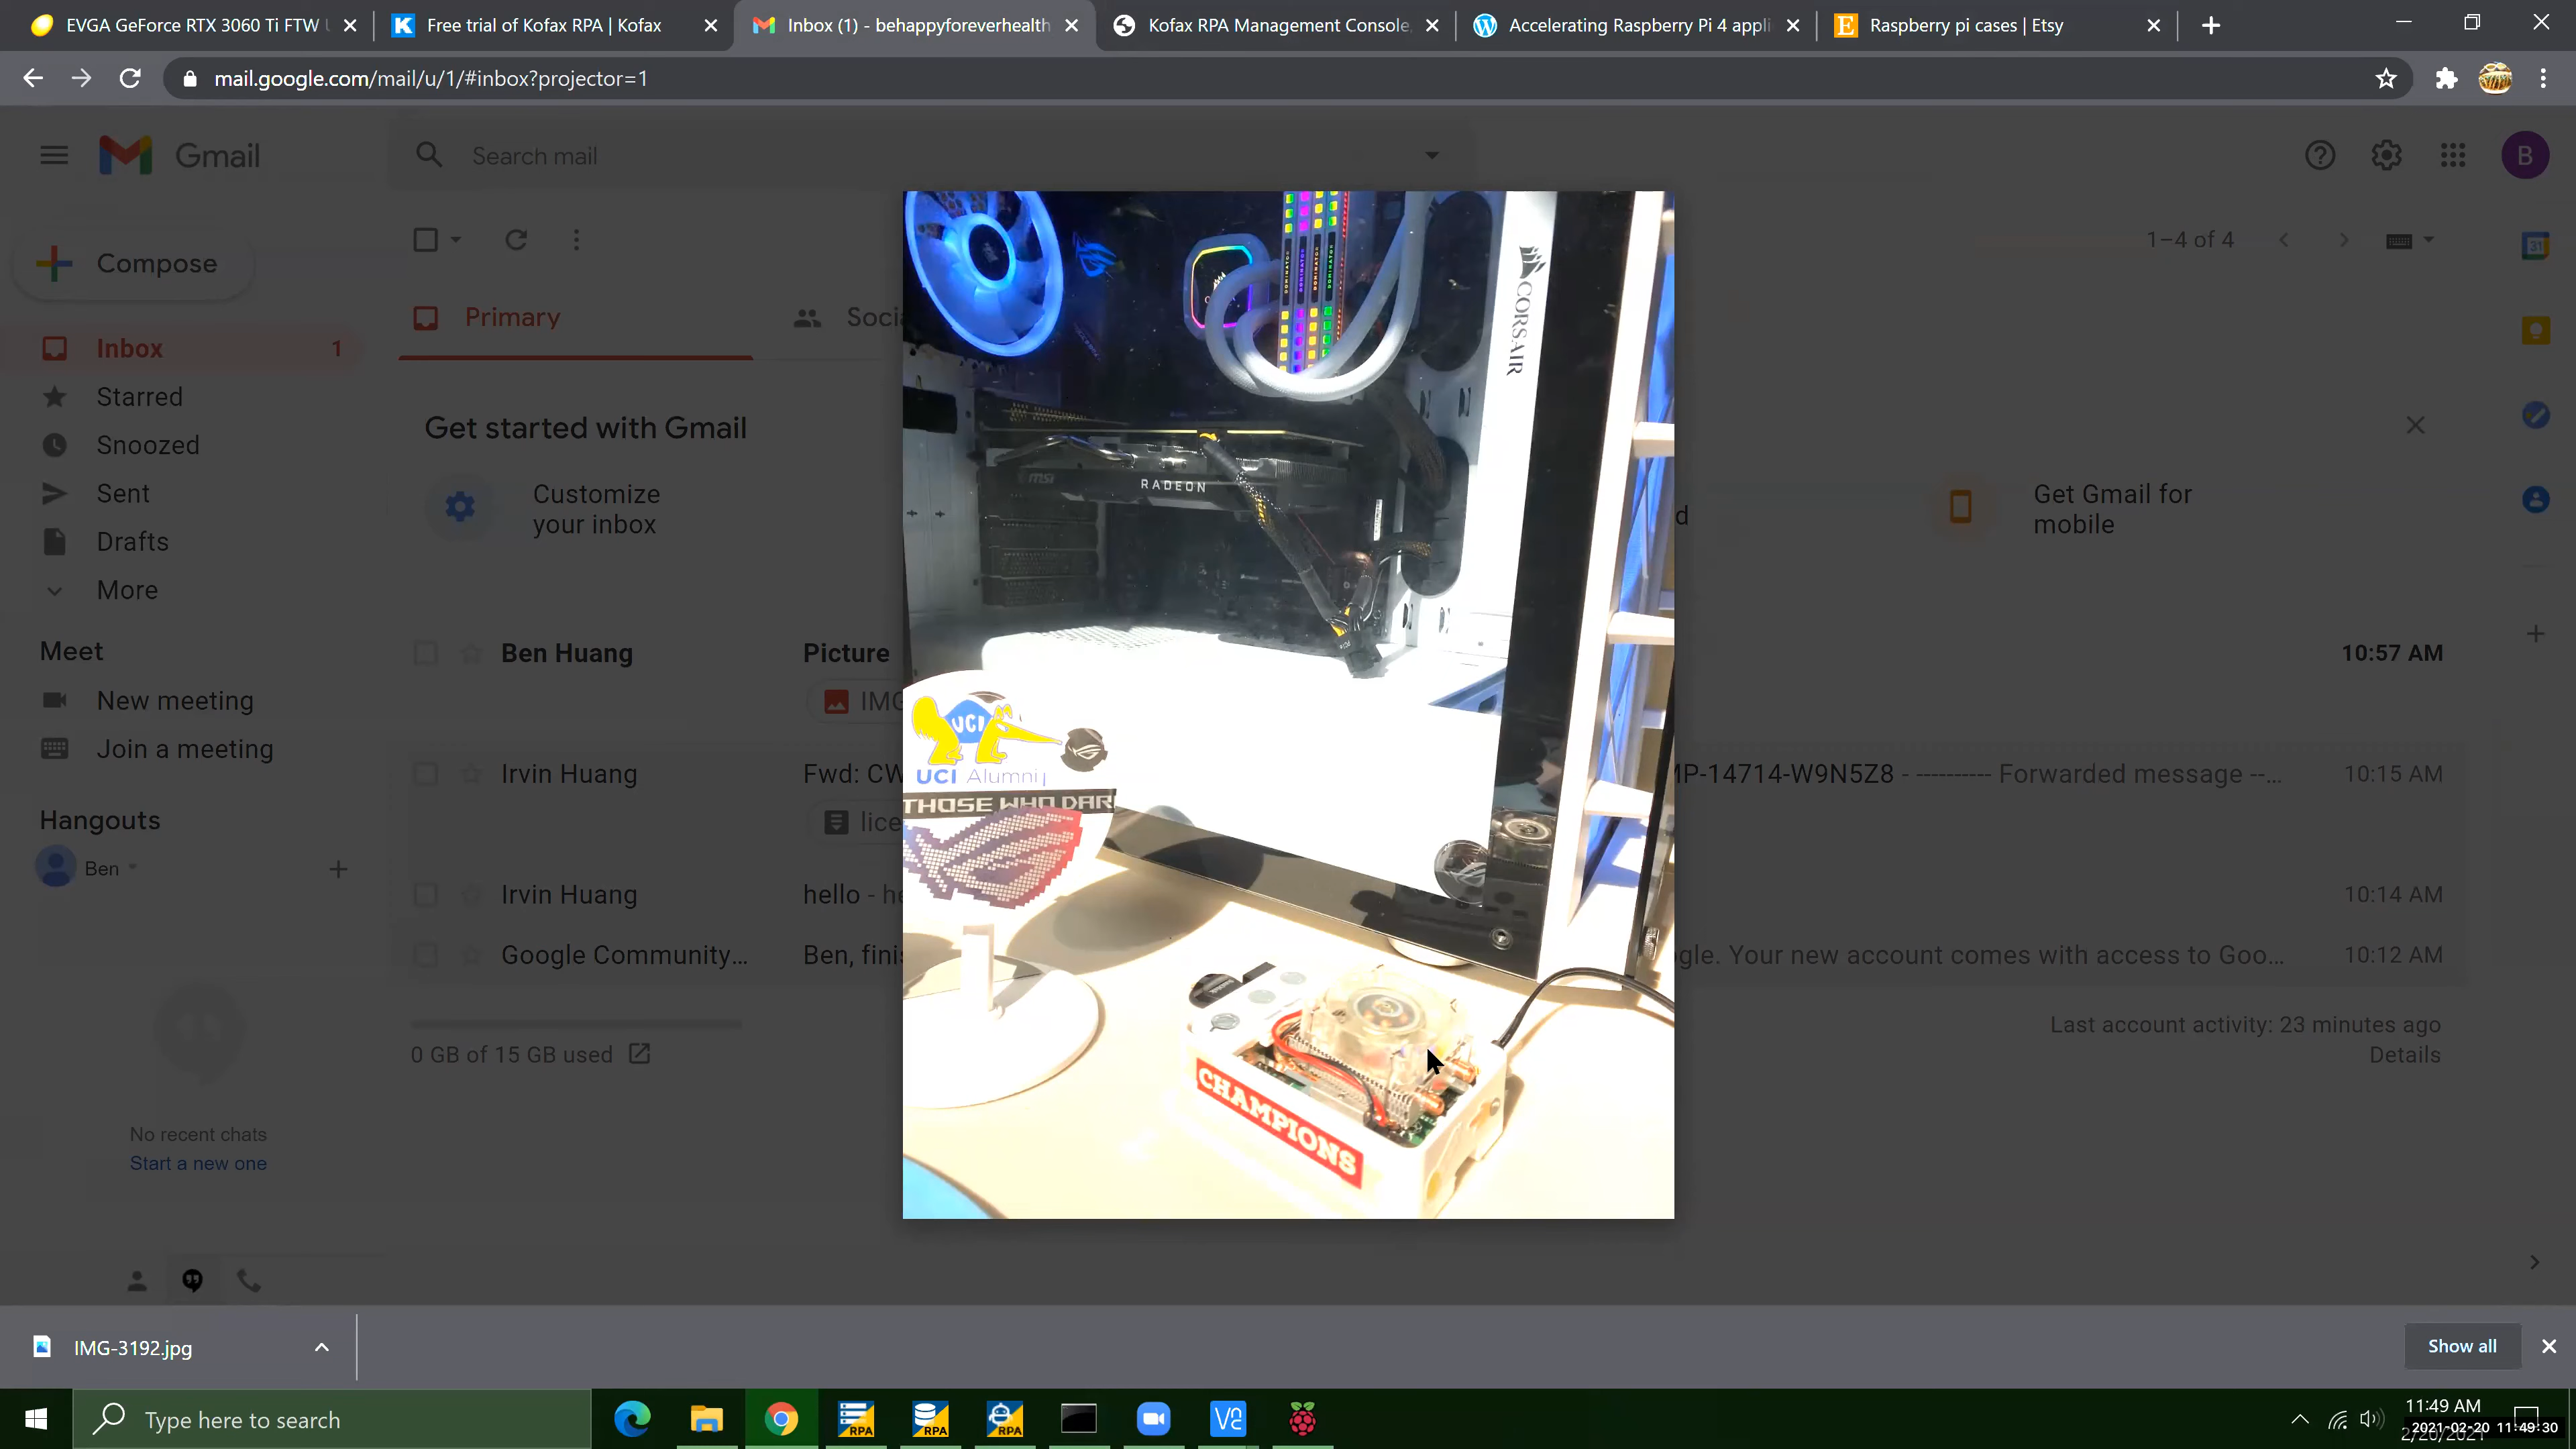 EVGA GeForce RTX 3060 Ti FTW
Free trial of Kofax RPA | Kofax
Inbox (1) - behappyforeverhealth
Kofax RPA Management Console,
Accelerating Raspberry Pi 4 appli
Raspberry pi cases | Etsy
mail.google.com/mail/u/1/#inbox?projector=1
Gmail
Search mail
B
Compose
1–4 of 4
31
Primary
Soci
Inbox 1
Starred
Snoozed
Sent
Drafts
More
Get started with Gmail
Customize
your inbox
d
Get Gmail for
mobile
CORSAIR
msi
RADEON
Meet
New meeting
Join a meeting
Ben Huang Picture 10:57 AM
IMG
Irvin Huang Fwd: CW MP-14714-W9N5Z8 - ---------- Forwarded message --... 10:15 AM
lice
Irvin Huang hello - he 10:14 AM
Google Community... Ben, finis gle. Your new account comes with access to Goo... 10:12 AM
UCI
UCI Alumni
THOSE WHO DAR
CHAMPIONS
Hangouts
Ben
0 GB of 15 GB used
Last account activity: 23 minutes ago
Details
No recent chats
Start a new one
IMG-3192.jpg
Show all
Type here to search
RPA
RPA
RPA
11:49 AM
2021-02-20 11:49:30